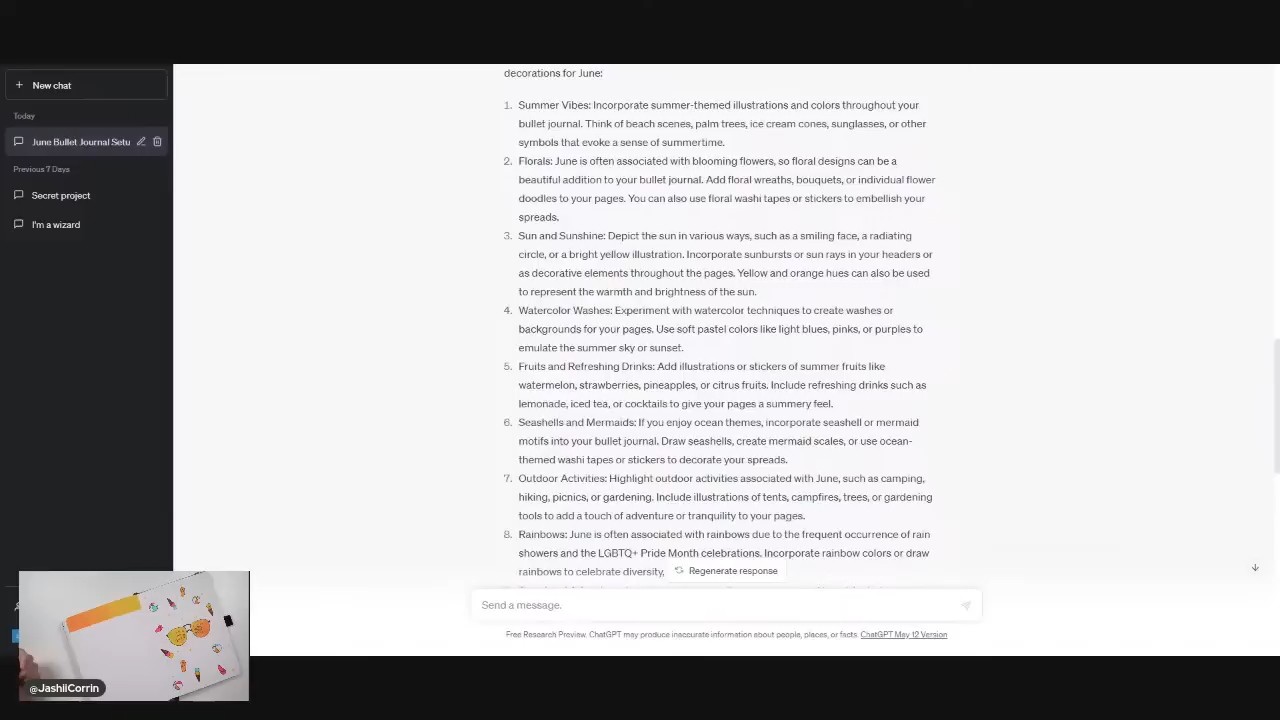 decorations for June:
New chat
Today
June Bullet Journal Setu
Previous 7 Days
Secret project
I'm a wizard
1. Summer Vibes: Incorporate summer-themed illustrations and colors throughout your
bullet journal. Think of beach scenes, palm trees, ice cream cones, sunglasses, or other
symbols that evoke a sense of summertime.
2. Florals: June is often associated with blooming flowers, so floral designs can be a
beautiful addition to your bullet journal. Add floral wreaths, bouquets, or individual flower
doodles to your pages. You can also use floral washi tapes or stickers to embellish your
spreads.
3. Sun and Sunshine: Depict the sun in various ways, such as a smiling face, a radiating
circle, or a bright yellow illustration. Incorporate sunbursts or sun rays in your headers or
as decorative elements throughout the pages. Yellow and orange hues can also be used
to represent the warmth and brightness of the sun.
4. Watercolor Washes: Experiment with watercolor techniques to create washes or
backgrounds for your pages. Use soft pastel colors like light blues, pinks, or purples to
emulate the summer sky or sunset.
5. Fruits and Refreshing Drinks: Add illustrations or stickers of summer fruits like
watermelon, strawberries, pineapples, or citrus fruits. Include refreshing drinks such as
lemonade, iced tea, or cocktails to give your pages a summery feel.
6. Seashells and Mermaids: If you enjoy ocean themes, incorporate seashell or mermaid
motifs into your bullet journal. Draw seashells, create mermaid scales, or use ocean-
themed washi tapes or stickers to decorate your spreads.
7. Outdoor Activities: Highlight outdoor activities associated with June, such as camping,
hiking, picnics, or gardening. Include illustrations of tents, campfires, trees, or gardening
tools to add a touch of adventure or tranquility to your pages.
8. Rainbows: June is often associated with rainbows due to the frequent occurrence of rain
showers and the LGBTQ+ Pride Month celebrations. Incorporate rainbow colors or draw
rainbows to celebrate diversity,
Regenerate response
Send a message.
Free Research Preview. ChatGPT may produce inaccurate information about people, places, or facts. ChatGPT May 12 Version
@JashiiCorrin